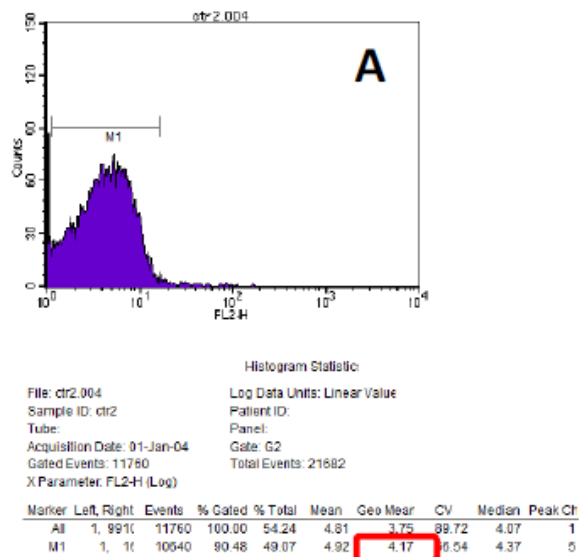 ctr2.004
A
150
120
90
60
30
0
Counts
M1
10^0 10^1 10^2 10^3 10^4
FL2-H
Histogram Statistic
File: ctr2.004 Log Data Units: Linear Value
Sample ID: ctr2 Patient ID:
Tube: Panel:
Acquisition Date: 01-Jan-04 Gate: G2
Gated Events: 11760 Total Events: 21682
X Parameter: FL2-H (Log)
Marker Left, Right Events % Gated % Total Mean Geo Mean CV Median Peak Ch
All 1, 9910 11760 100.00 54.24 4.81 3.75 89.72 4.07 1
M1 1, 10640 90.48 49.07 4.92 4.17 4.37 5